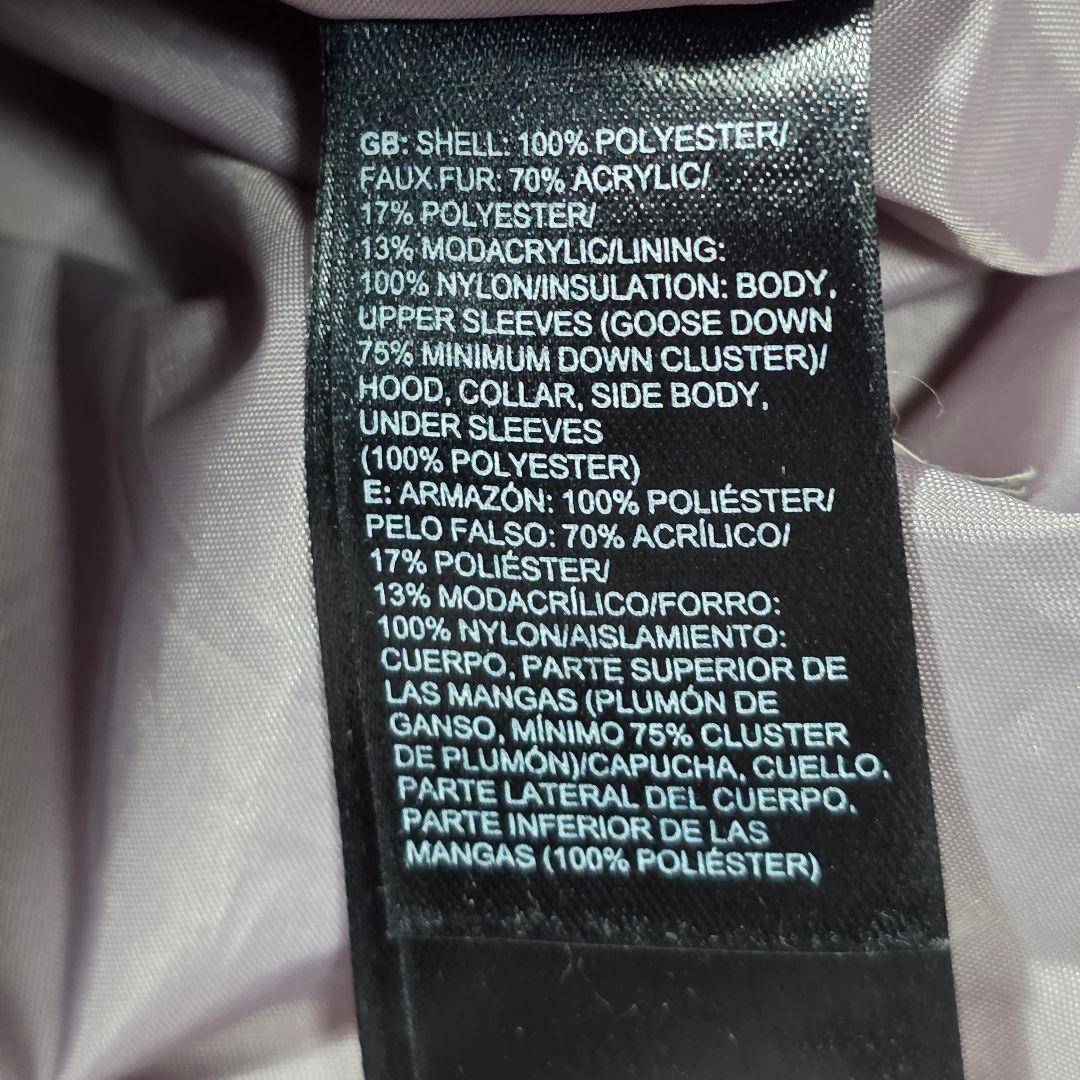 GB: SHELL: 100% POLYESTER/
FAUX FUR: 70% ACRYLIC/
17% POLYESTER/
13% MODACRYLIC/LINING:
100% NYLON/INSULATION: BODY,
UPPER SLEEVES (GOOSE DOWN
75% MINIMUM DOWN CLUSTER)/
HOOD, COLLAR, SIDE BODY,
UNDER SLEEVES
(100% POLYESTER)
E: ARMAZÓN: 100% POLIÉSTER/
PELO FALSO: 70% ACRÍLICO/
17% POLIÉSTER/
13% MODACRÍLICO/FORRO:
100% NYLON/AISLAMIENTO:
CUERPO, PARTE SUPERIOR DE
LAS MANGAS (PLUMÓN DE
GANSO, MÍNIMO 75% CLUSTER
DE PLUMÓN)/CAPUCHA, CUELLO,
PARTE LATERAL DEL CUERPO,
PARTE INFERIOR DE LAS
MANGAS (100% POLIÉSTER)